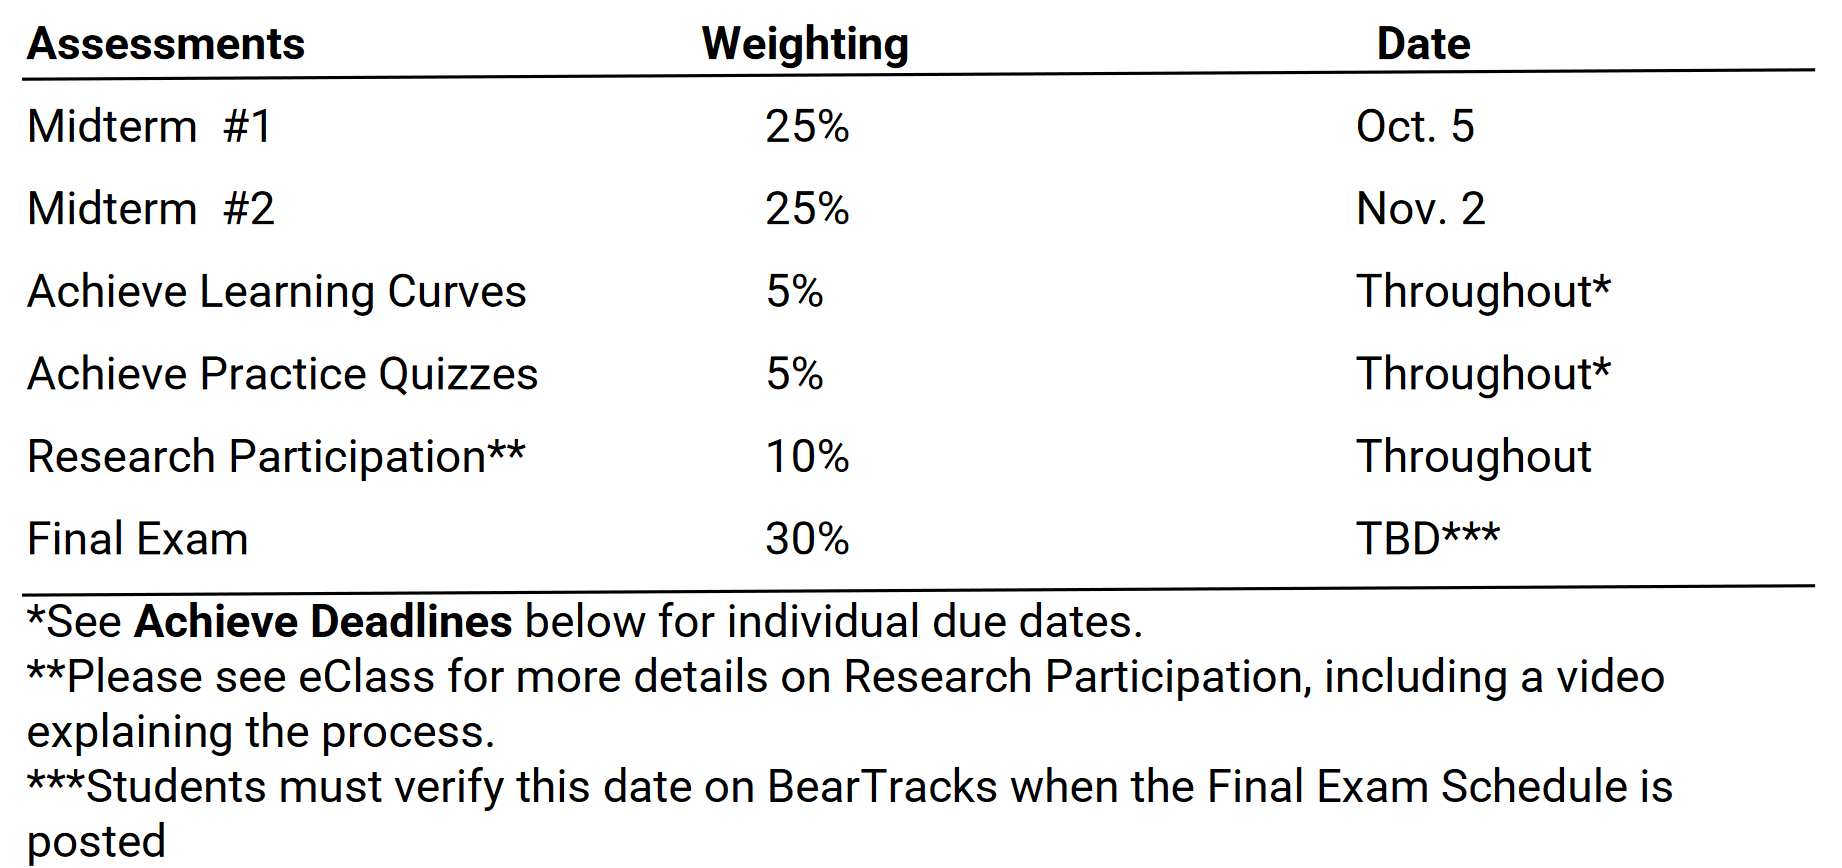 Assessments Weighting Date
Midterm #1 25% Oct. 5
Midterm #2 25% Nov. 2
Achieve Learning Curves 5% Throughout*
Achieve Practice Quizzes 5% Throughout*
Research Participation** 10% Throughout
Final Exam 30% TBD***
*See Achieve Deadlines below for individual due dates.
**Please see eClass for more details on Research Participation, including a video
explaining the process.
***Students must verify this date on BearTracks when the Final Exam Schedule is
posted